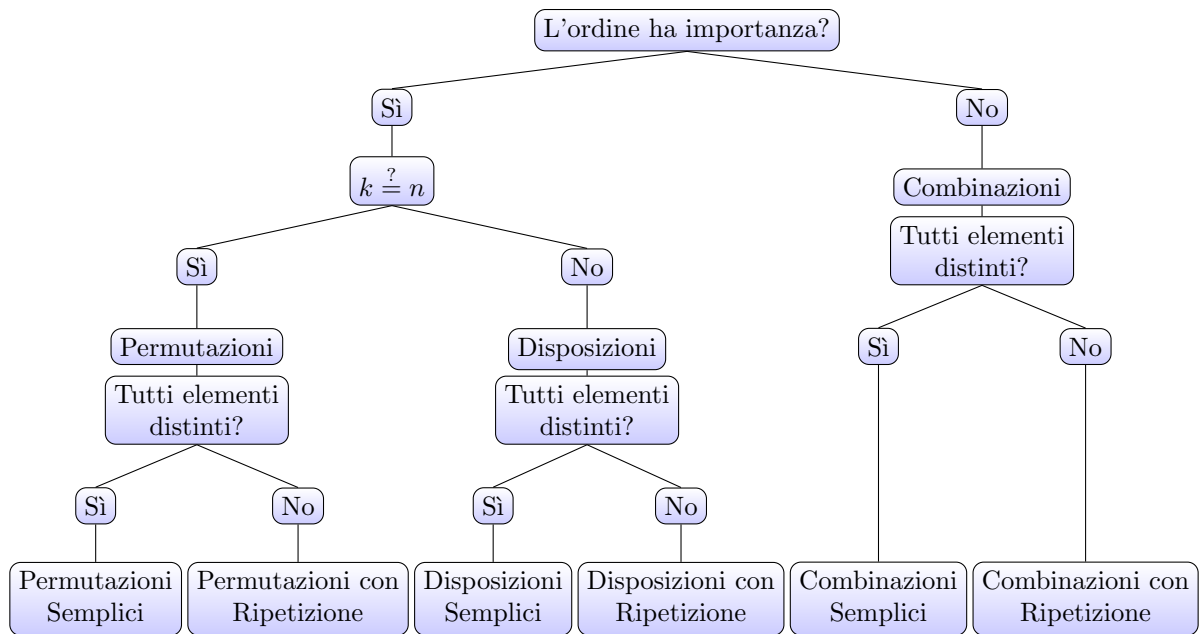 L'ordine ha importanza?
Sì
No
k ?= n
Combinazioni
Tutti elementi
distinti?
Sì
No
Sì
No
Permutazioni
Disposizioni
Tutti elementi
distinti?
Tutti elementi
distinti?
Sì
No
Sì
No
Permutazioni
Semplici
Permutazioni con
Ripetizione
Disposizioni
Semplici
Disposizioni con
Ripetizione
Combinazioni
Semplici
Combinazioni con
Ripetizione